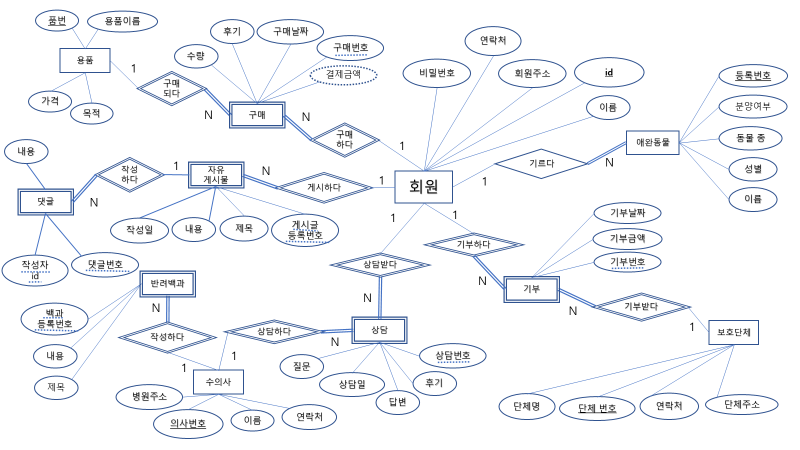 품번
용품이름
용품
가격
목적
1
구매
되다
N
수량
후기
구매날짜
구매번호
결제금액
구매
N
구매
하다
1
비밀번호
연락처
회원주소
id
이름
회원
1
기르다
N
애완동물
등록번호
분양여부
동물 종
성별
이름
내용
댓글
작성자
id
댓글번호
N
작성
하다
1
자유
게시물
N
게시하다
1
작성일
내용
제목
게시글
등록번호
1
상담받다
N
1
기부하다
N
기부
기부날짜
기부금액
기부번호
N
기부받다
1
보호단체
단체명
단체 번호
연락처
단체주소
반려백과
백과
등록번호
내용
제목
N
작성하다
1
수의사
병원주소
의사번호
이름
연락처
1
상담하다
N
상담
질문
상담일
답변
후기
상담번호